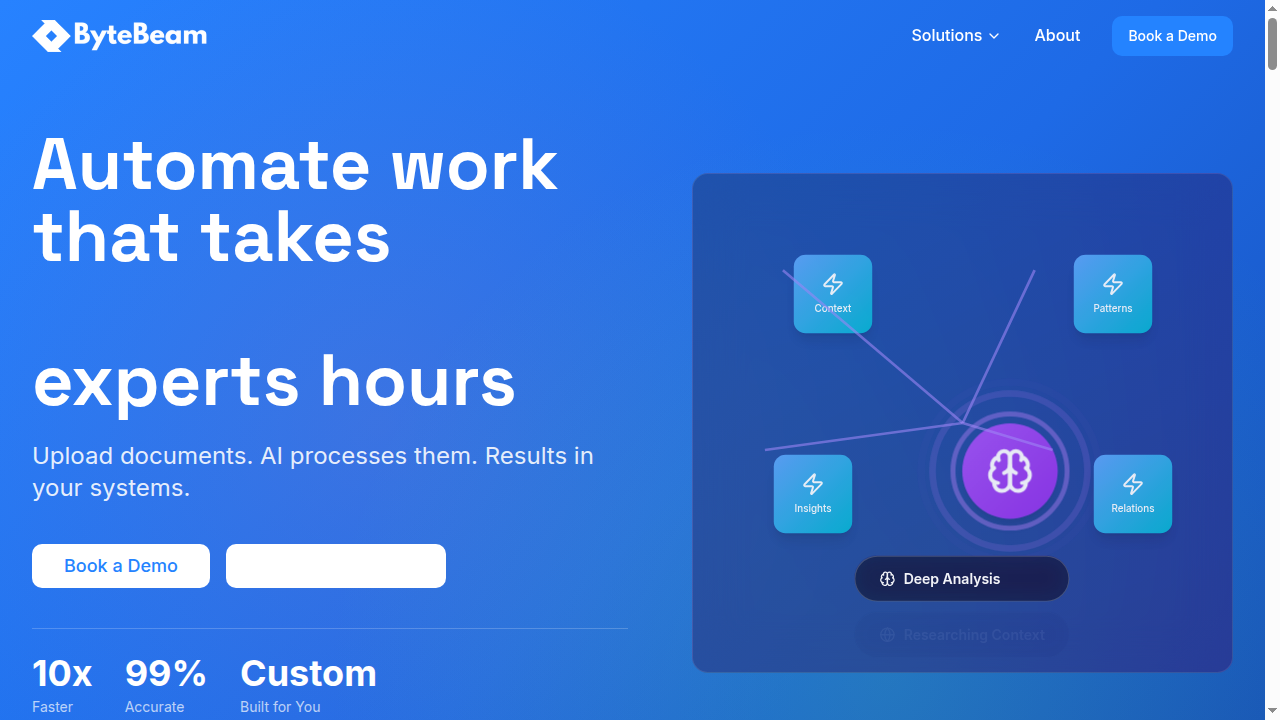 ByteBeam
Solutions
About
Book a Demo
Automate work
that takes
experts hours
Upload documents. AI processes them. Results in
your systems.
Book a Demo
10x
Faster
99%
Accurate
Custom
Built for You
Context
Patterns
Insights
Relations
Deep Analysis
Researching Context